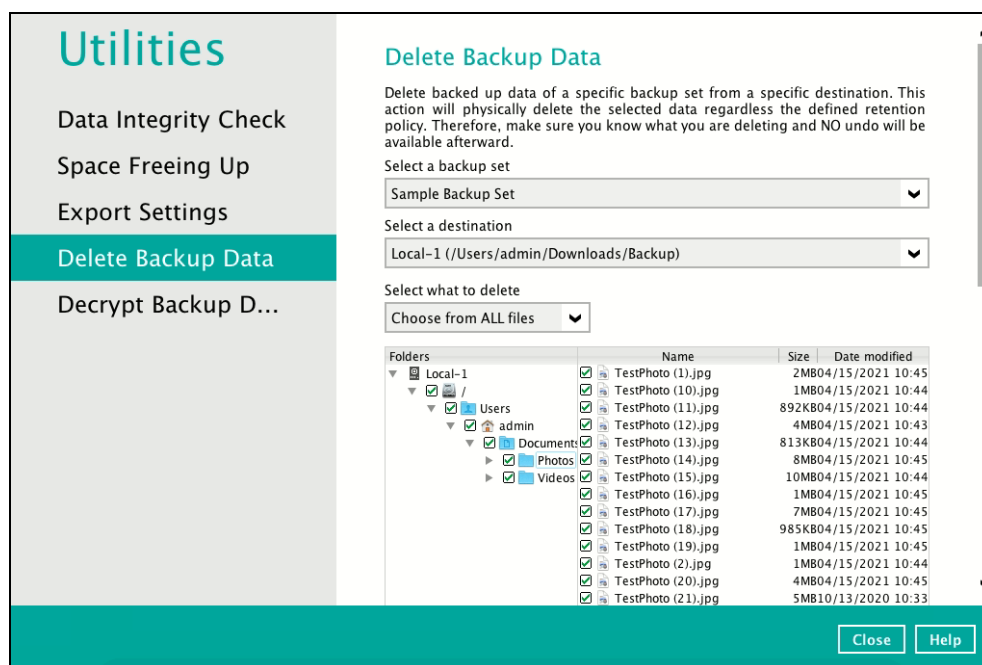 Utilities
Data Integrity Check
Space Freeing Up
Export Settings
Delete Backup Data
Decrypt Backup D...
Delete Backup Data
Delete backed up data of a specific backup set from a specific destination. This
action will physically delete the selected data regardless the defined retention
policy. Therefore, make sure you know what you are deleting and NO undo will be
available afterward.
Select a backup set
Sample Backup Set
Select a destination
Local-1 (/Users/admin/Downloads/Backup)
Select what to delete
Choose from ALL files
Folders
Local-1
/
Users
admin
Documents
Photos
Videos
Name Size Date modified
TestPhoto (1).jpg 2MB 04/15/2021 10:45
TestPhoto (10).jpg 1MB 04/15/2021 10:44
TestPhoto (11).jpg 892KB 04/15/2021 10:44
TestPhoto (12).jpg 4MB 04/15/2021 10:43
TestPhoto (13).jpg 813KB 04/15/2021 10:44
TestPhoto (14).jpg 8MB 04/15/2021 10:45
TestPhoto (15).jpg 10MB 04/15/2021 10:44
TestPhoto (16).jpg 1MB 04/15/2021 10:45
TestPhoto (17).jpg 7MB 04/15/2021 10:45
TestPhoto (18).jpg 985KB 04/15/2021 10:45
TestPhoto (19).jpg 1MB 04/15/2021 10:45
TestPhoto (2).jpg 1MB 04/15/2021 10:44
TestPhoto (20).jpg 4MB 04/15/2021 10:45
TestPhoto (21).jpg 5MB 10/13/2020 10:33
Close Help